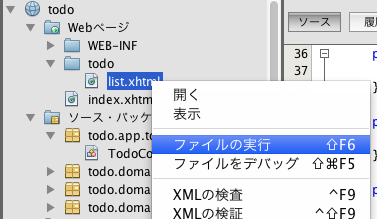 todo
Webページ
WEB-INF
todo
list.xhtml
index.xhtm
ソース・パッケ
todo.app.to
TodoCo
todo.doma
todo.doma
todo.doma
開く
表示
ファイルの実行 ⇧F6
ファイルをデバッグ ⇧⌘F5
XMLの検査 ^F9
XMLの検証 ⇧^F9
ソース
履
36
37